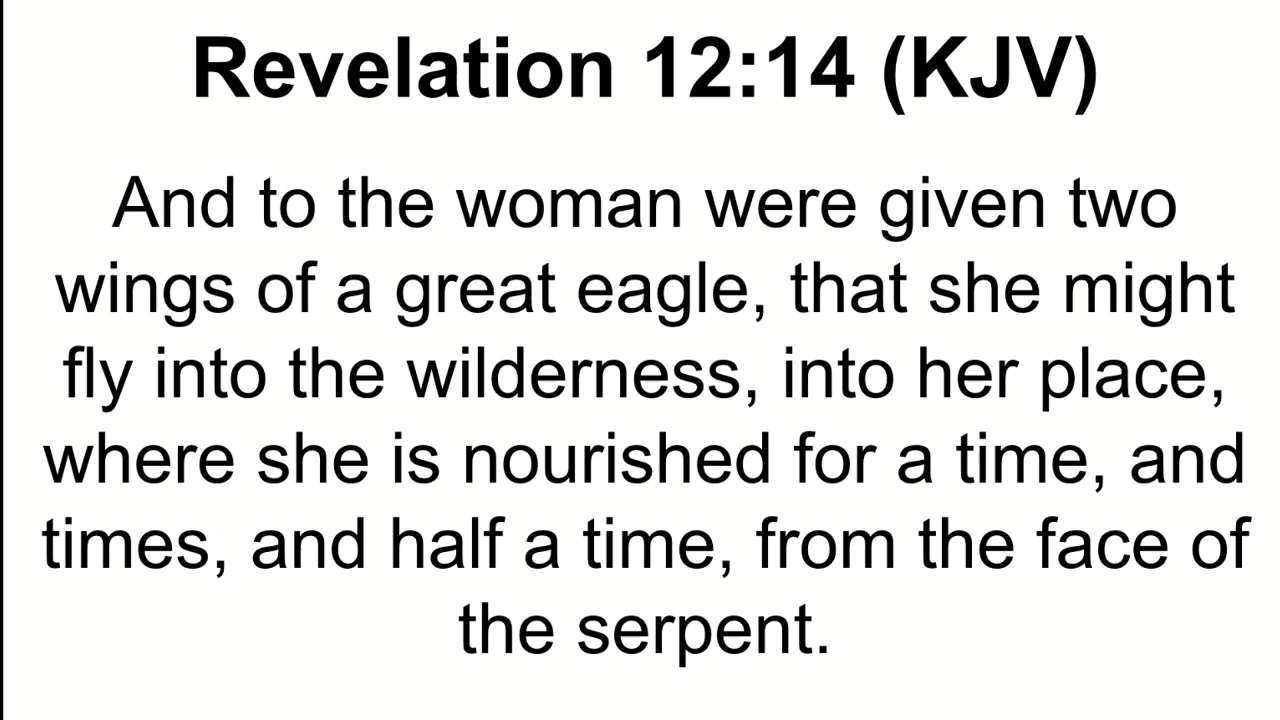 Revelation 12:14 (KJV)
And to the woman were given two
wings of a great eagle, that she might
fly into the wilderness, into her place,
where she is nourished for a time, and
times, and half a time, from the face of
the serpent.